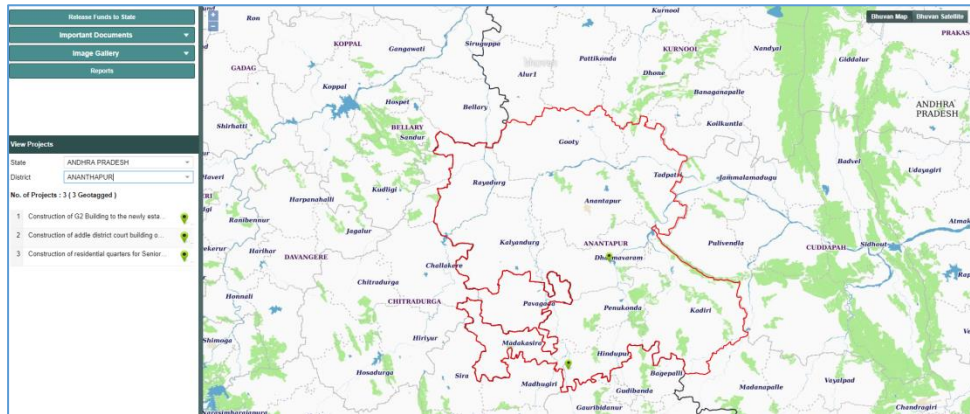 Release Funds to State
Important Documents
Image Gallery
Reports
View Projects
State ANDHRA PRADESH
District ANANTHAPUR
No. of Projects : 3 ( 3 Geotagged )
1 Construction of G2 Building to the newly esta...
2 Construction of addle district court building o...
3 Construction of residential quarters for Senior...
+
−
Bhuvan Map Bhuvan Satellite
Ron
KOPPAL
Gangawati
Siruguppa
Kurnool
PRAKAS
GADAG
Koppal
Alur1
Pattikonda
KURNOOL
Nandyal
Giddalur
Dhone
Hospet
Bellary
Banaganapalle
ANDHRA
PRADESH
Shirhatti
BELLARY
Sandur
Gooty
Koilkuntla
Badvel
Haveri
Kudligi
Rayadurg
Tadpatri
Jammalamadugu
Udayagiri
Harpanahalli
Anantapur
Ranibennur
Jagalur
Kalyandurg
ANANTAPUR
Pulivendla
Sidhout
Atmak
Harihar
DAVANGERE
Challakere
Dharmavaram
CUDDAPAH
Chitradurga
Honnali
CHITRADURGA
Pavagada
Penukonda
Kadiri
Shimoga
Hiriyur
Madakasira
Hindupur
Hosadurga
Sira
Madhugiri
Bagepalli
Madanapalle
Vayalpad
Gudibanda
Gauribidanur
Chandragiri